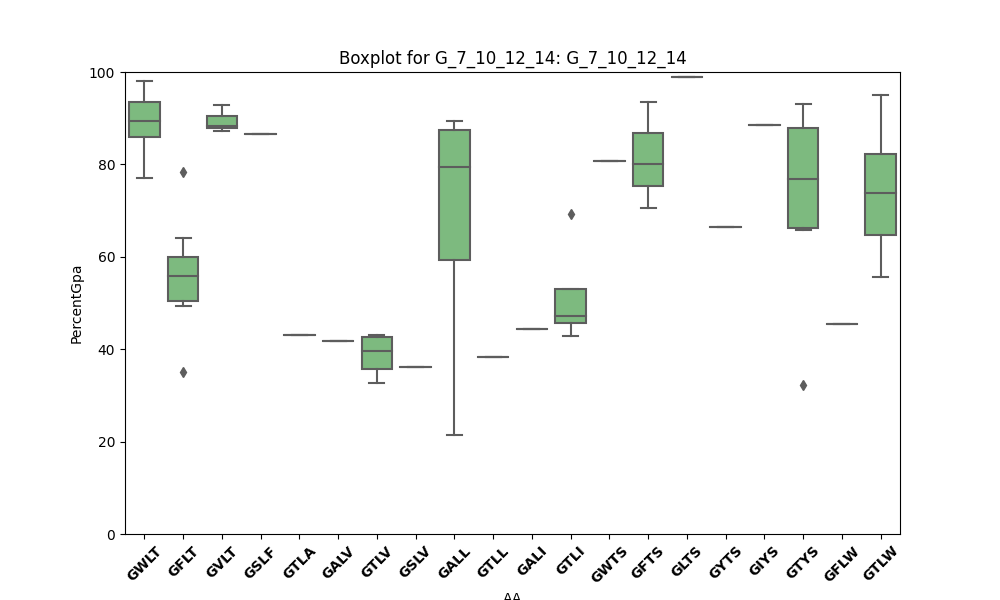 Boxplot for G_7_10_12_14: G_7_10_12_14
PercentGpa
100
80
60
40
20
0
GWLT GFLT GVLT GSLF GTLA GALV GTLV GSLV GALL GTLL GALI GTLI GWTS GFTS GLTS GYTS GIYS GTYS GFLW GTLW
AA